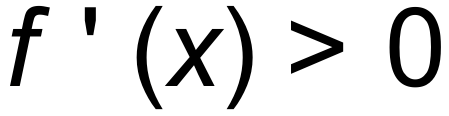 f ' (x) > 0